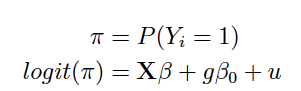 π = P(Y_i = 1)
logit(π) = Xβ + gβ_0 + u